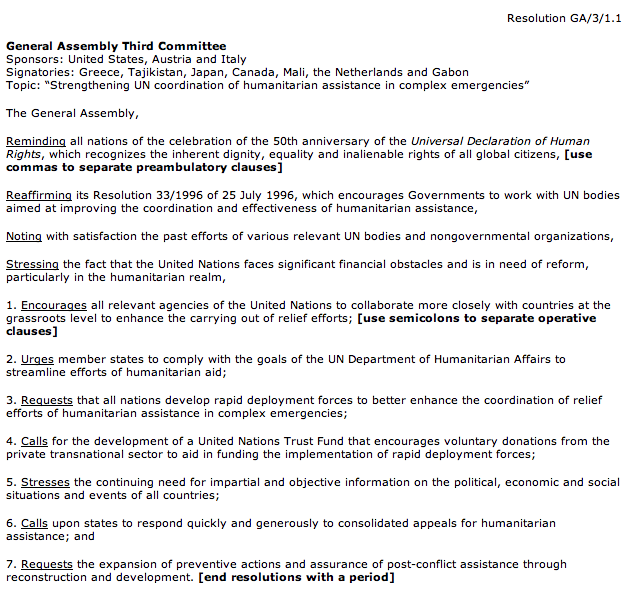 Resolution GA/3/1.1
General Assembly Third Committee
Sponsors: United States, Austria and Italy
Signatories: Greece, Tajikistan, Japan, Canada, Mali, the Netherlands and Gabon
Topic: “Strengthening UN coordination of humanitarian assistance in complex emergencies”
The General Assembly,
Reminding all nations of the celebration of the 50th anniversary of the Universal Declaration of Human
Rights, which recognizes the inherent dignity, equality and inalienable rights of all global citizens, [use
commas to separate preambulatory clauses]
Reaffirming its Resolution 33/1996 of 25 July 1996, which encourages Governments to work with UN bodies
aimed at improving the coordination and effectiveness of humanitarian assistance,
Noting with satisfaction the past efforts of various relevant UN bodies and nongovernmental organizations,
Stressing the fact that the United Nations faces significant financial obstacles and is in need of reform,
particularly in the humanitarian realm,
1. Encourages all relevant agencies of the United Nations to collaborate more closely with countries at the
grassroots level to enhance the carrying out of relief efforts; [use semicolons to separate operative
clauses]
2. Urges member states to comply with the goals of the UN Department of Humanitarian Affairs to
streamline efforts of humanitarian aid;
3. Requests that all nations develop rapid deployment forces to better enhance the coordination of relief
efforts of humanitarian assistance in complex emergencies;
4. Calls for the development of a United Nations Trust Fund that encourages voluntary donations from the
private transnational sector to aid in funding the implementation of rapid deployment forces;
5. Stresses the continuing need for impartial and objective information on the political, economic and social
situations and events of all countries;
6. Calls upon states to respond quickly and generously to consolidated appeals for humanitarian
assistance; and
7. Requests the expansion of preventive actions and assurance of post-conflict assistance through
reconstruction and development. [end resolutions with a period]